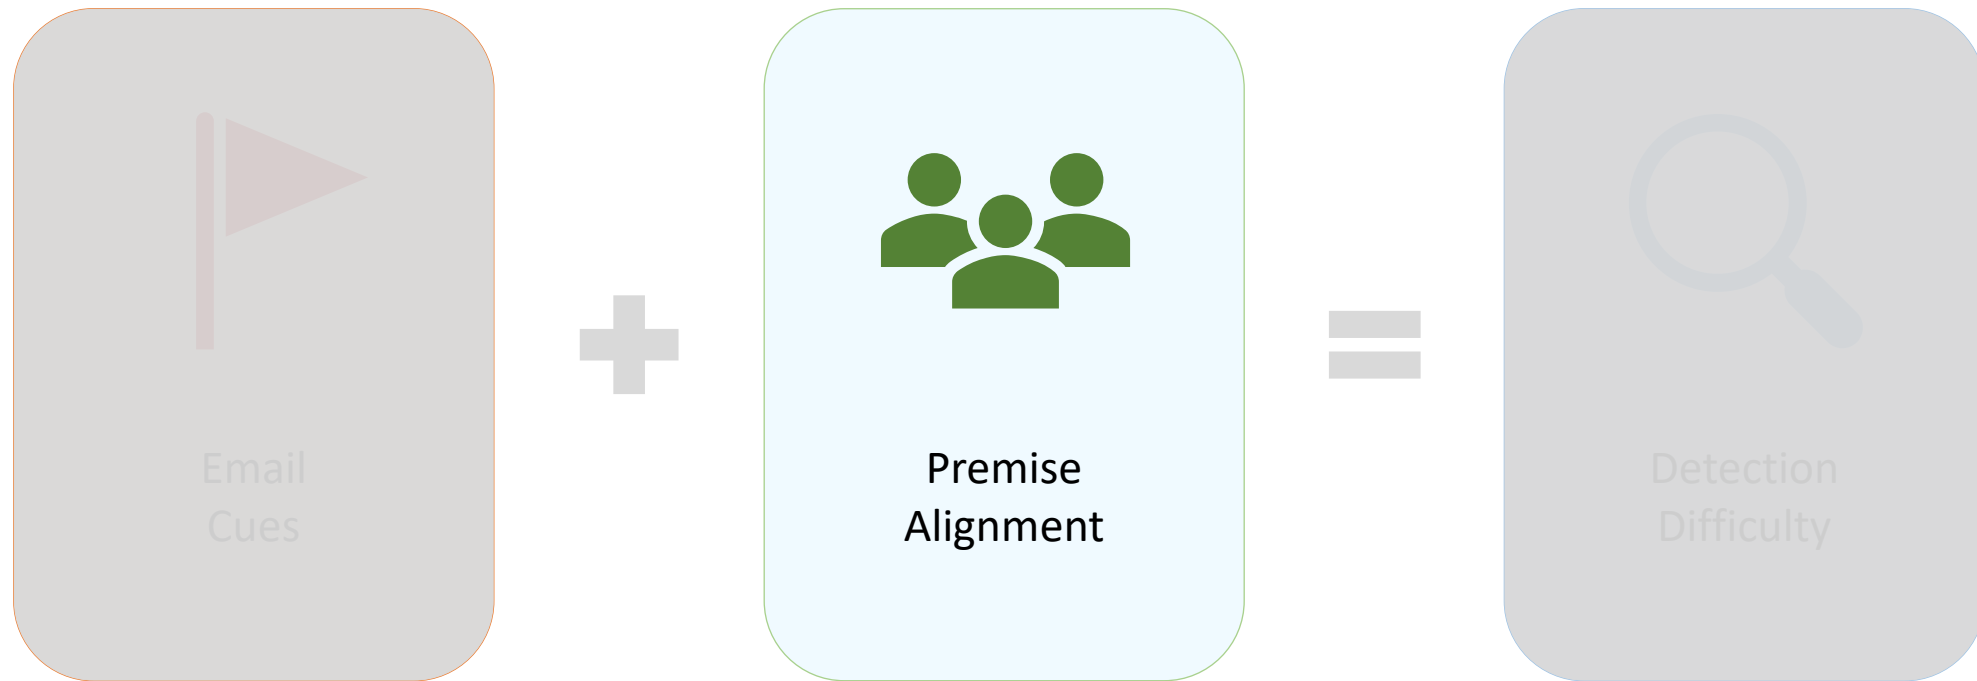 Email
Cues
Premise
Alignment
Detection
Difficulty